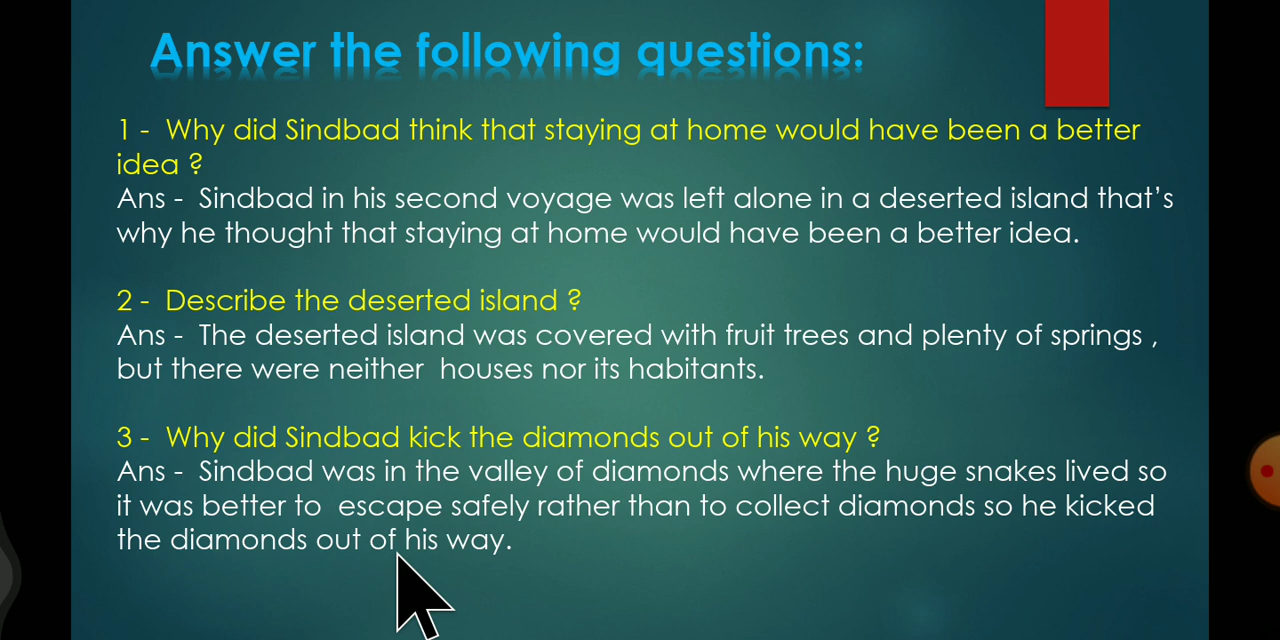 Answer the following questions:
1 - Why did Sindbad think that staying at home would have been a better
idea ?
Ans - Sindbad in his second voyage was left alone in a deserted island that's
why he thought that staying at home would have been a better idea.
2 - Describe the deserted island ?
Ans - The deserted island was covered with fruit trees and plenty of springs ,
but there were neither houses nor its habitants.
3 - Why did Sindbad kick the diamonds out of his way ?
Ans - Sindbad was in the valley of diamonds where the huge snakes lived so
it was better to escape safely rather than to collect diamonds so he kicked
the diamonds out of his way.